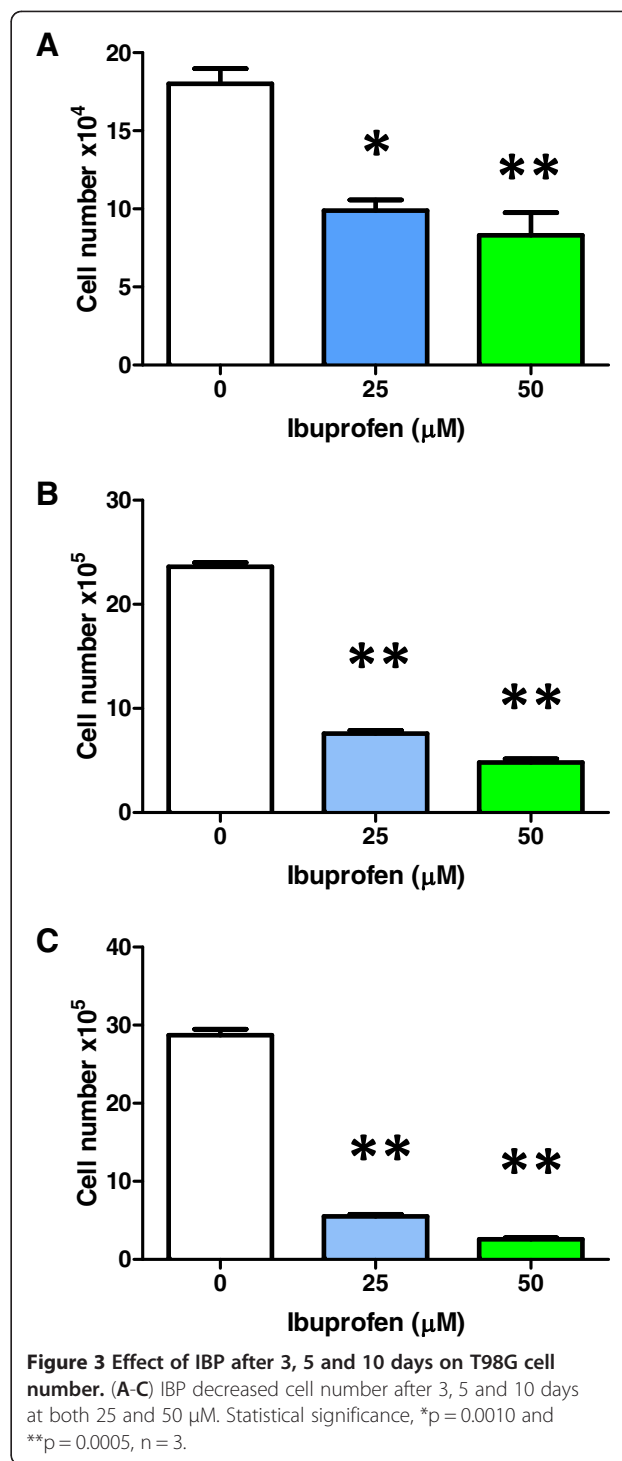 A
20
15
10
5
0
Cell number x10⁴
*
**
0 25 50
Ibuprofen (μM)
B
30
20
10
0
Cell number x10⁵
**
**
0 25 50
Ibuprofen (μM)
C
40
30
20
10
0
Cell number x10⁵
**
**
0 25 50
Ibuprofen (μM)
Figure 3 Effect of IBP after 3, 5 and 10 days on T98G cell
number. (A-C) IBP decreased cell number after 3, 5 and 10 days
at both 25 and 50 μM. Statistical significance, *p = 0.0010 and
**p = 0.0005, n = 3.